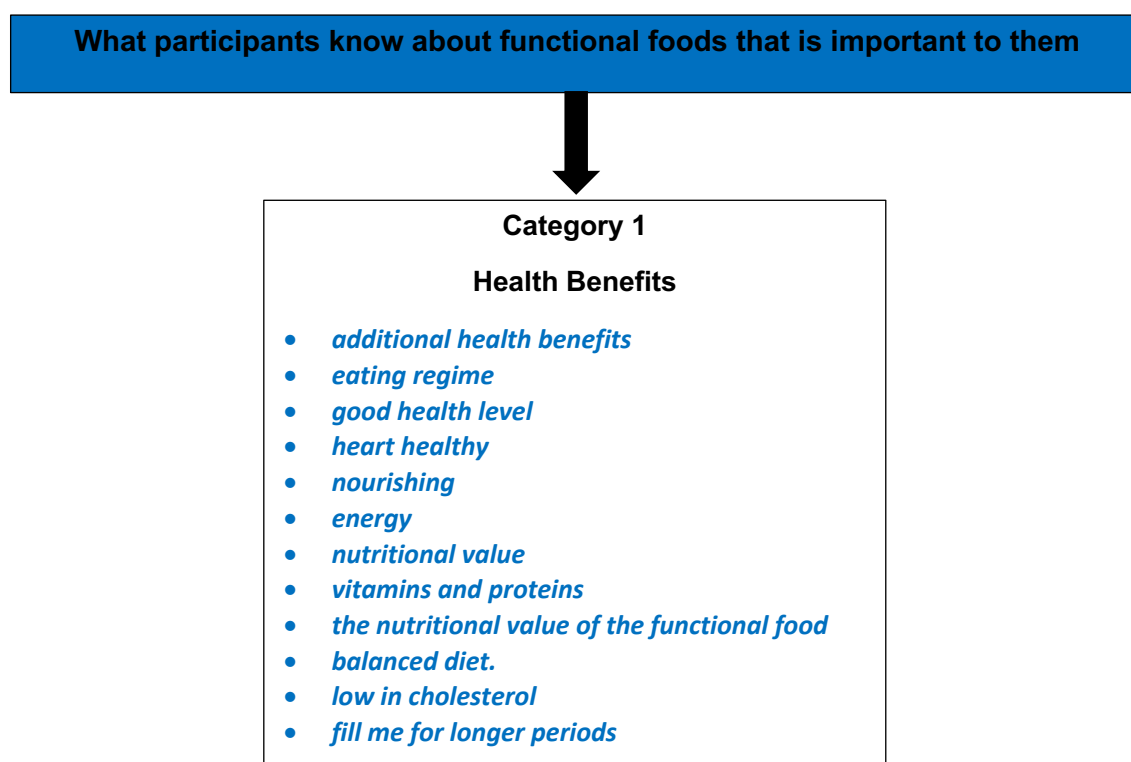 What participants know about functional foods that is important to them
Category 1
Health Benefits
• additional health benefits
• eating regime
• good health level
• heart healthy
• nourishing
• energy
• nutritional value
• vitamins and proteins
• the nutritional value of the functional food
• balanced diet.
• low in cholesterol
• fill me for longer periods